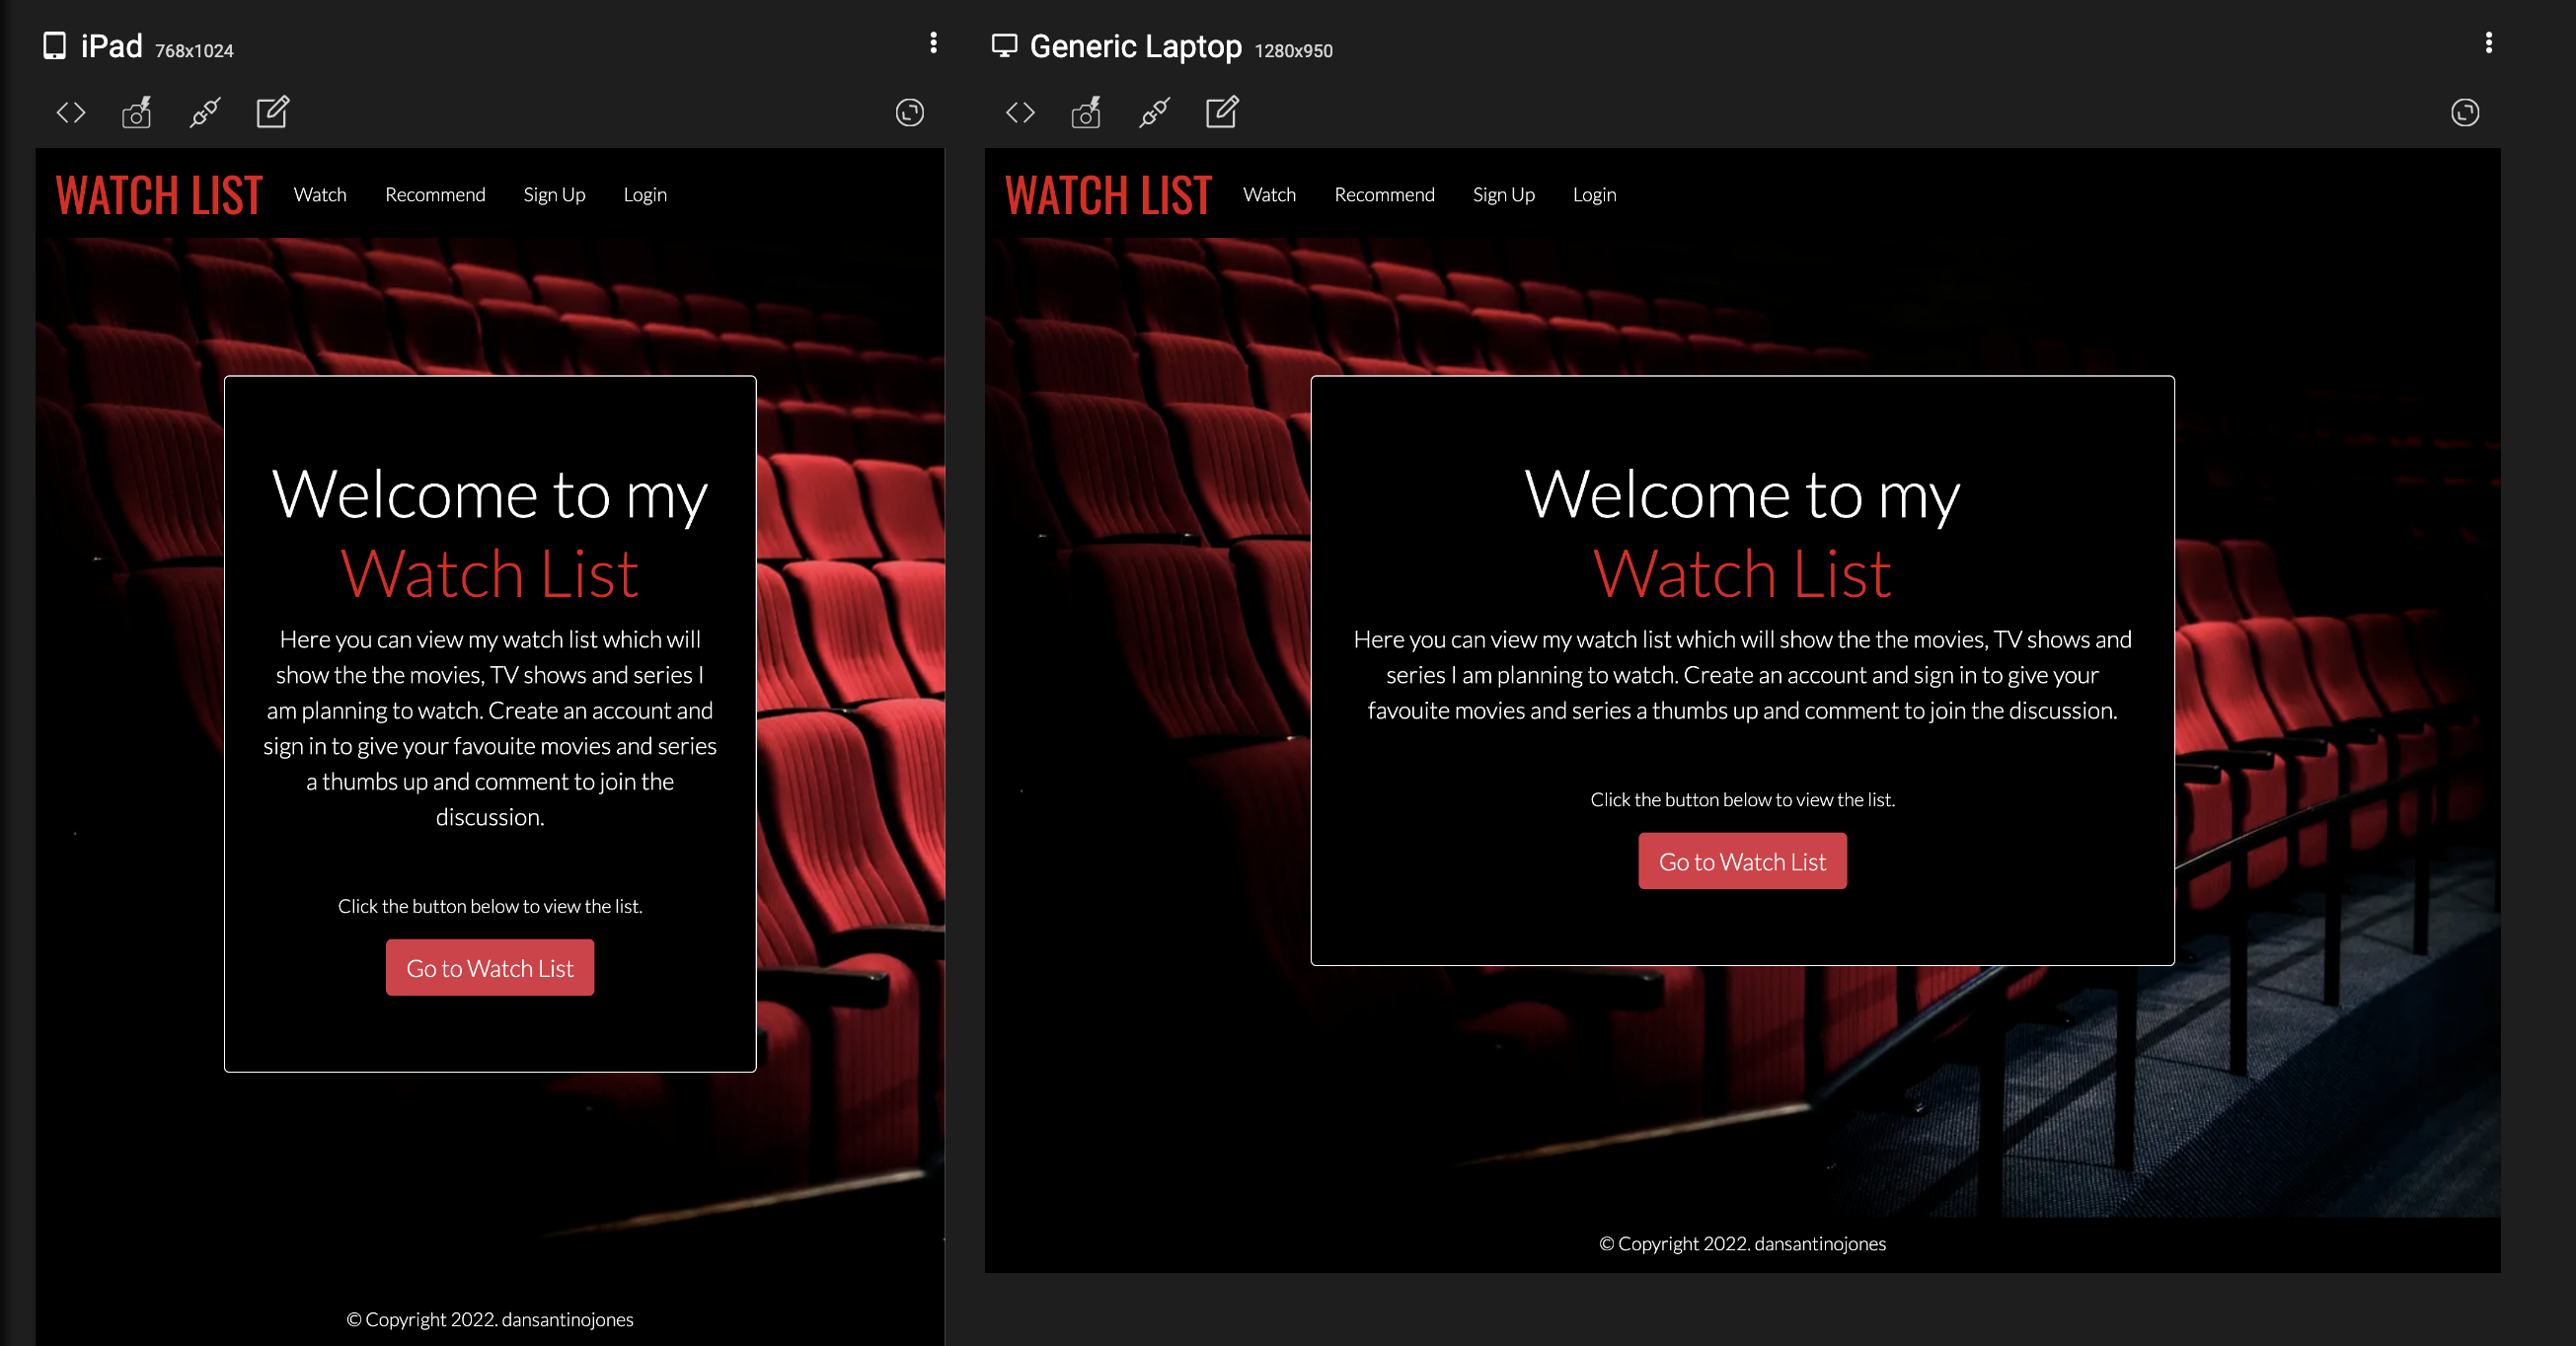 iPad 768x1024
WATCH LIST Watch Recommend Sign Up Login
Welcome to my
Watch List
Here you can view my watch list which will
show the the movies, TV shows and series I
am planning to watch. Create an account and
sign in to give your favouite movies and series
a thumbs up and comment to join the
discussion.
Click the button below to view the list.
Go to Watch List
© Copyright 2022. dansantinojones
Generic Laptop 1280x950
WATCH LIST Watch Recommend Sign Up Login
Welcome to my
Watch List
Here you can view my watch list which will show the the movies, TV shows and
series I am planning to watch. Create an account and sign in to give your
favouite movies and series a thumbs up and comment to join the discussion.
Click the button below to view the list.
Go to Watch List
© Copyright 2022. dansantinojones